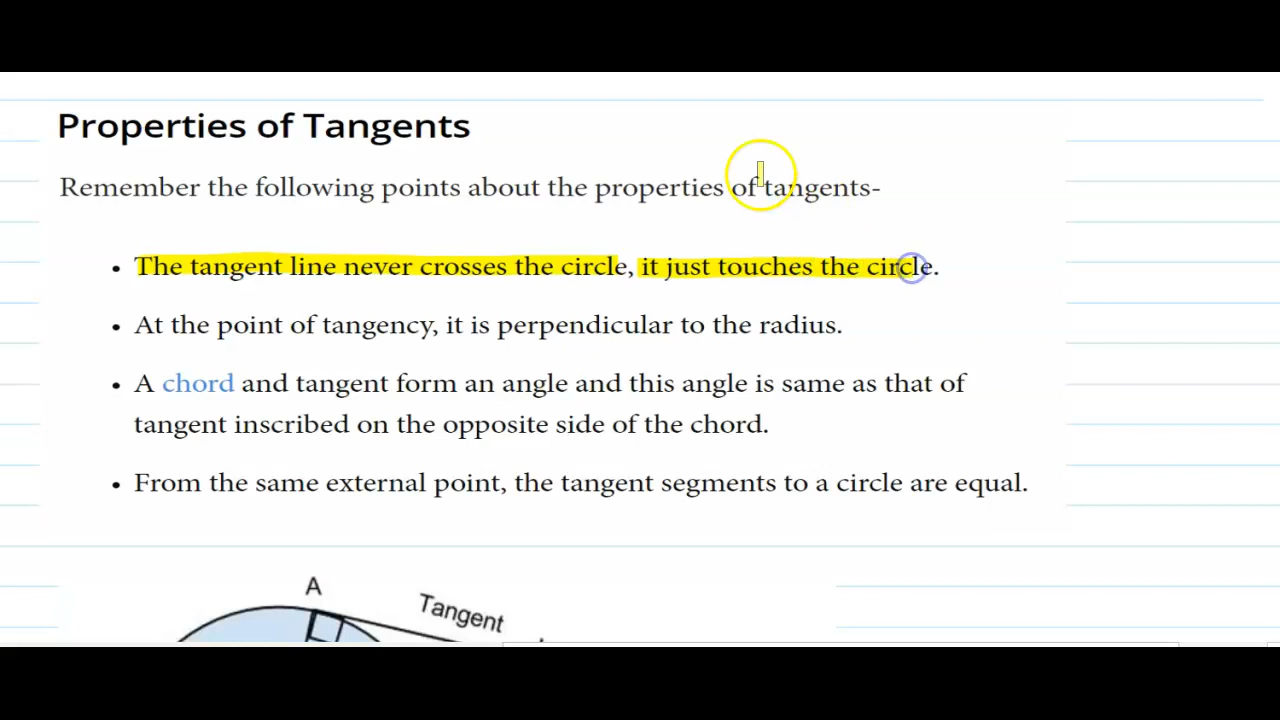 Properties of Tangents
Remember the following points about the properties of tangents-
• The tangent line never crosses the circle, it just touches the circle.
• At the point of tangency, it is perpendicular to the radius.
• A chord and tangent form an angle and this angle is same as that of
tangent inscribed on the opposite side of the chord.
• From the same external point, the tangent segments to a circle are equal.
A
Tangent